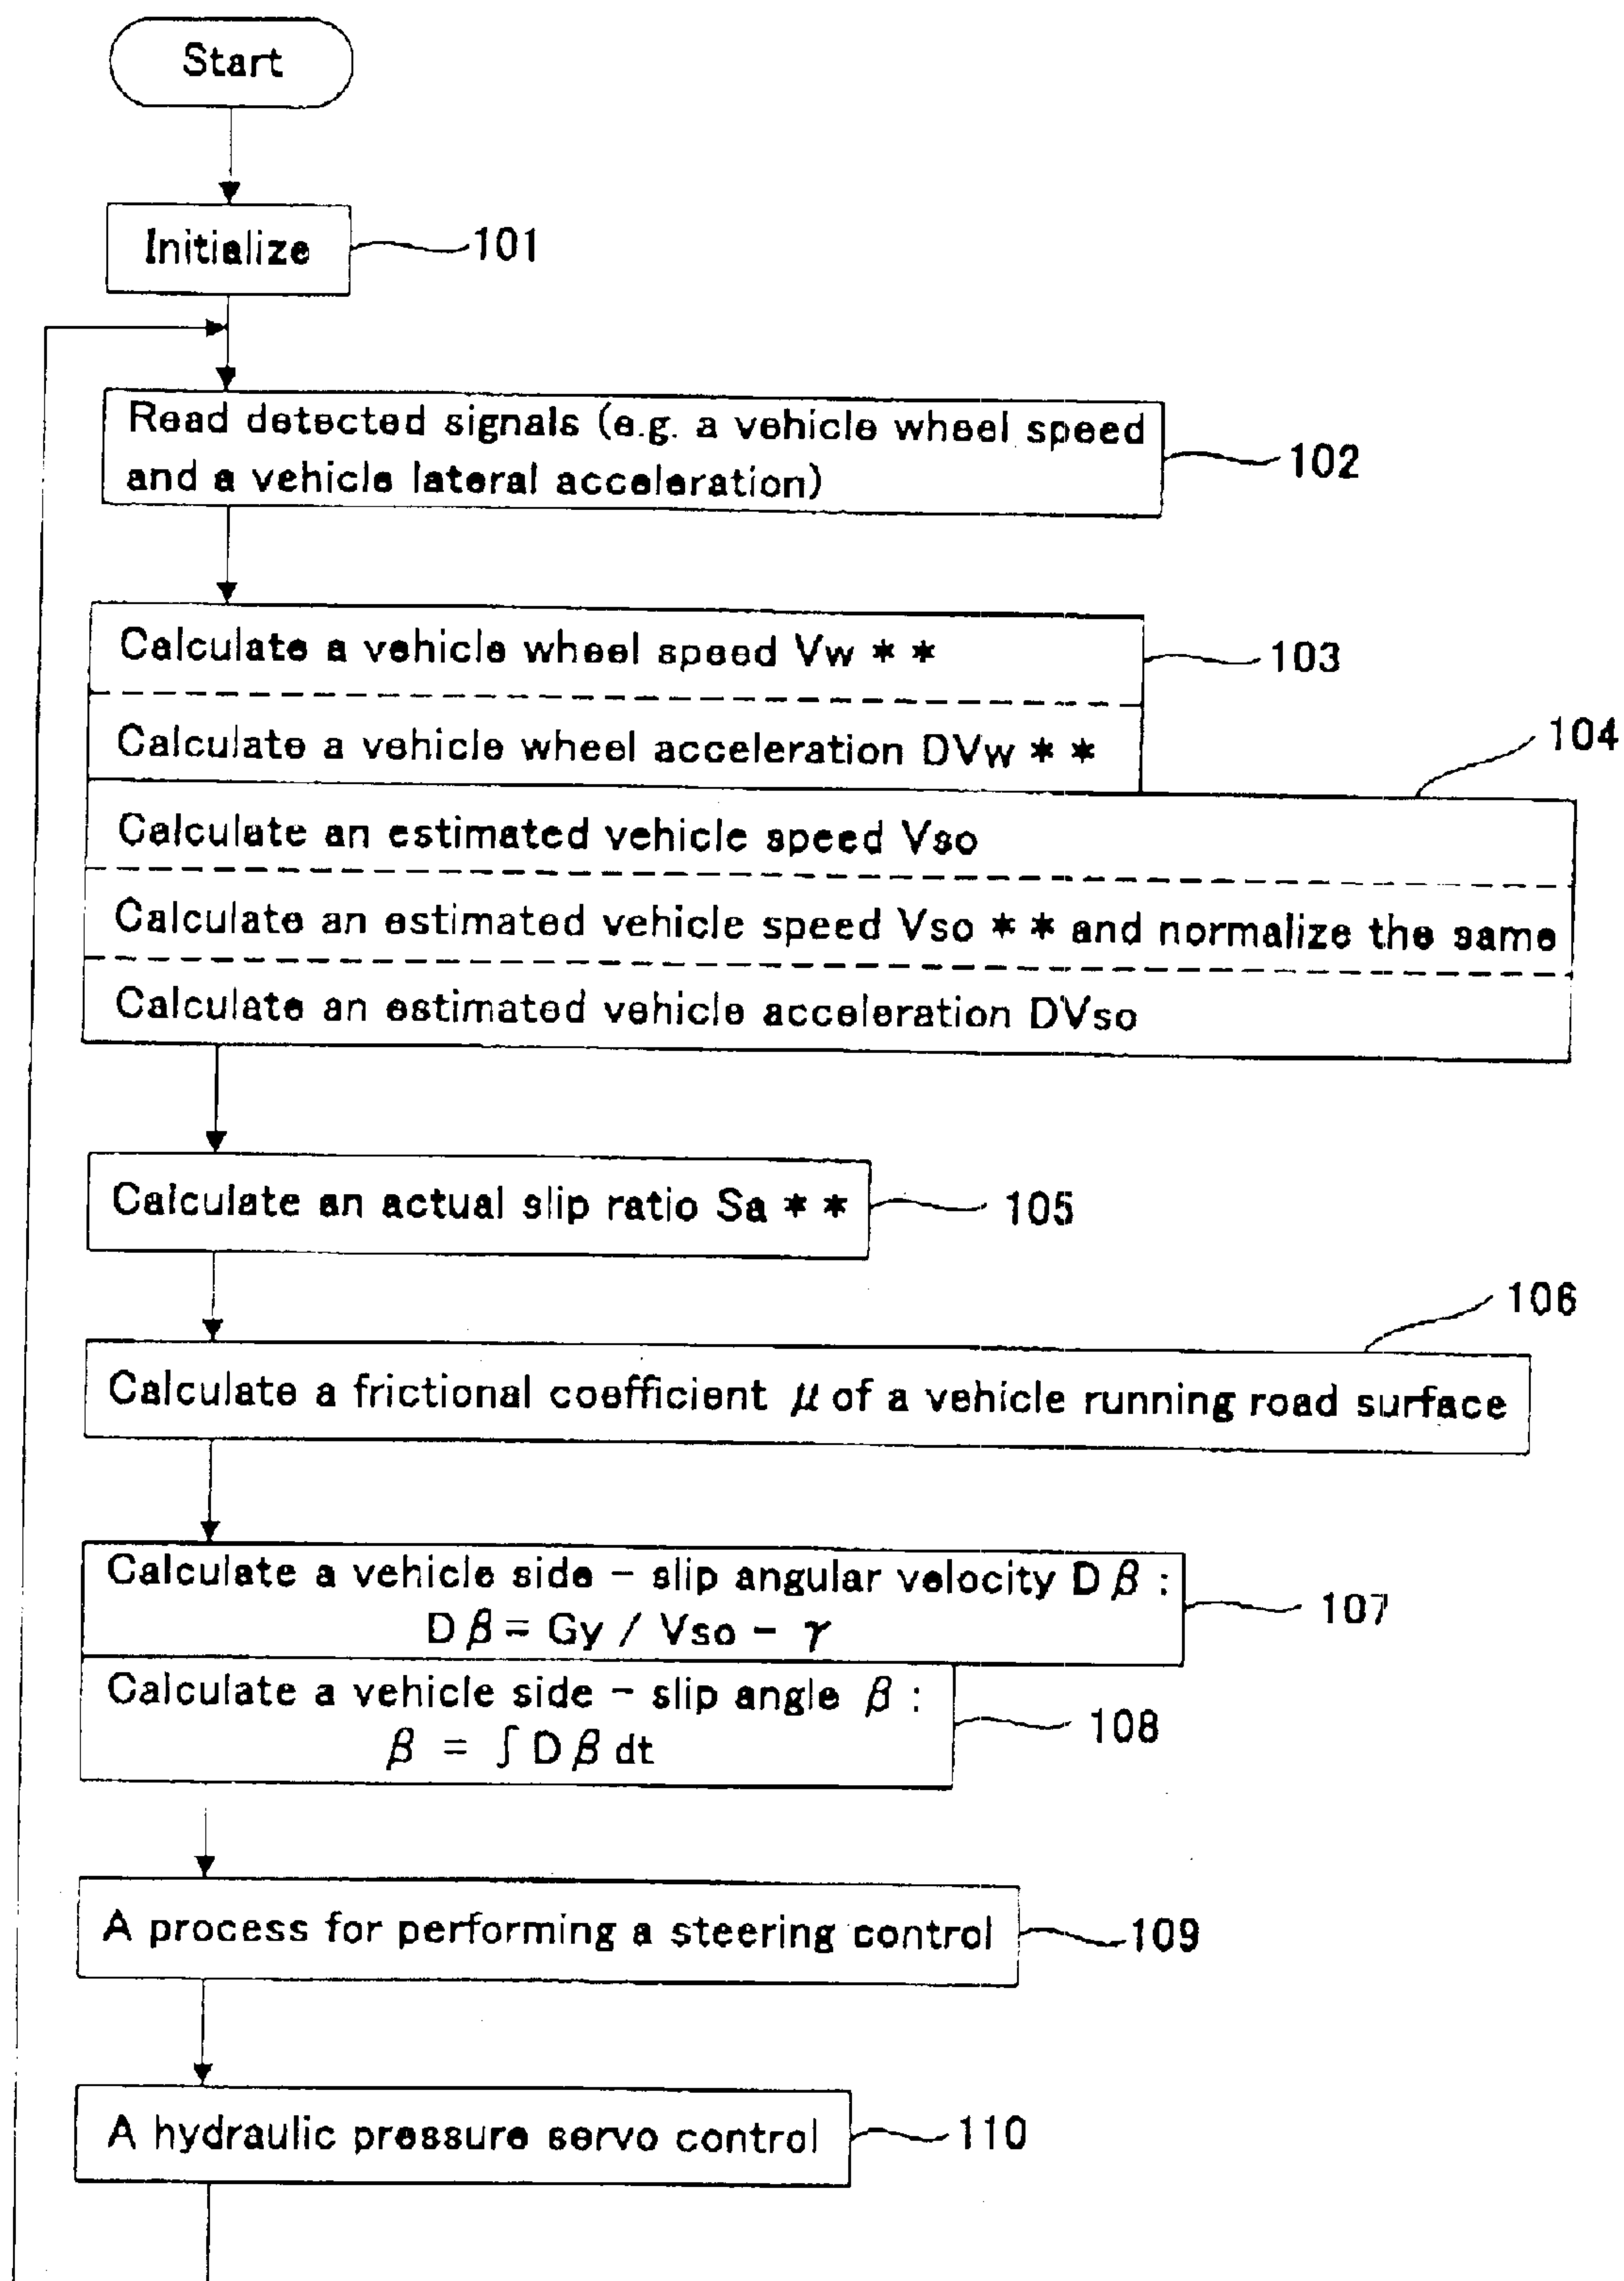 Start
Initialize
101
Read detected signals (e.g. a vehicle wheel speed
and a vehicle lateral acceleration)
102
Calculate a vehicle wheel speed Vw * *
103
Calculate a vehicle wheel acceleration DVw * *
104
Calculate an estimated vehicle speed Vso
Calculate an estimated vehicle speed Vso * * and normalize the same
Calculate an estimated vehicle acceleration DVso
Calculate an actual slip ratio Sa * *
105
106
Calculate a frictional coefficient μ of a vehicle running road surface
Calculate a vehicle side - slip angular velocity D β :
D β = Gy / Vso - γ
107
Calculate a vehicle side - slip angle β :
β = ∫ D β dt
108
A process for performing a steering control
109
A hydraulic pressure servo control
110